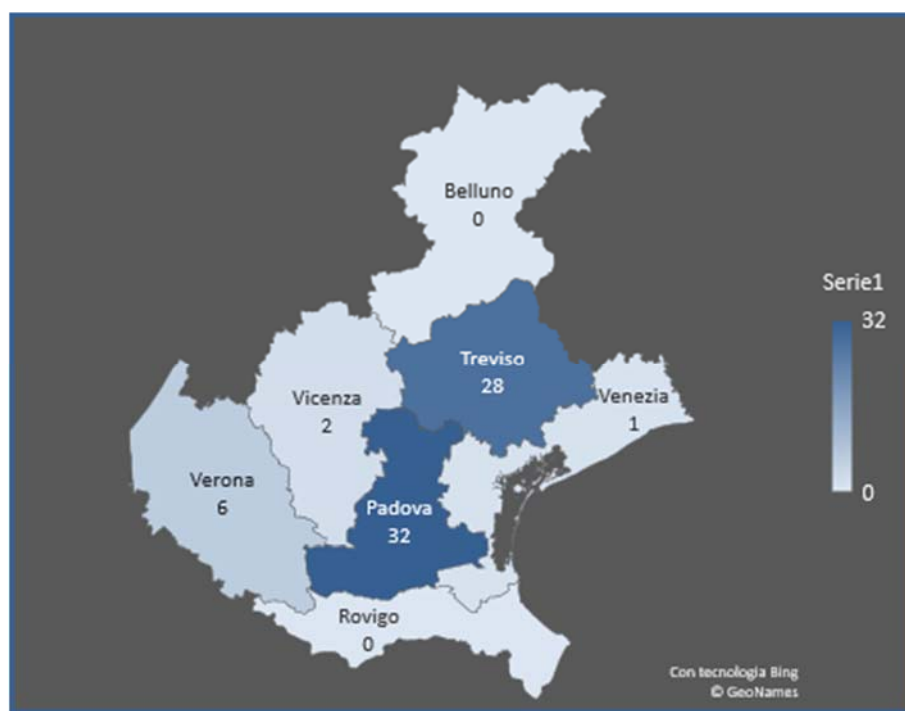 Belluno
0
Serie1
32
Treviso
28
Vicenza
2
Venezia
1
Verona
6
Padova
32
0
Rovigo
0
Con tecnologia Bing
© GeoNames